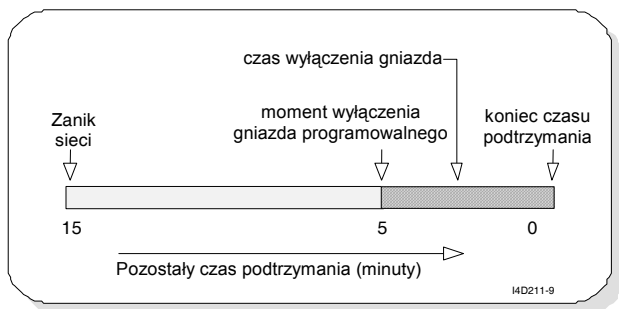 czas wyłączenia gniazda
Zanik
sieci
moment wyłączenia
gniazda programowalnego
koniec czasu
podtrzymania
15
5
0
Pozostały czas podtrzymania (minuty)
I4D211-9